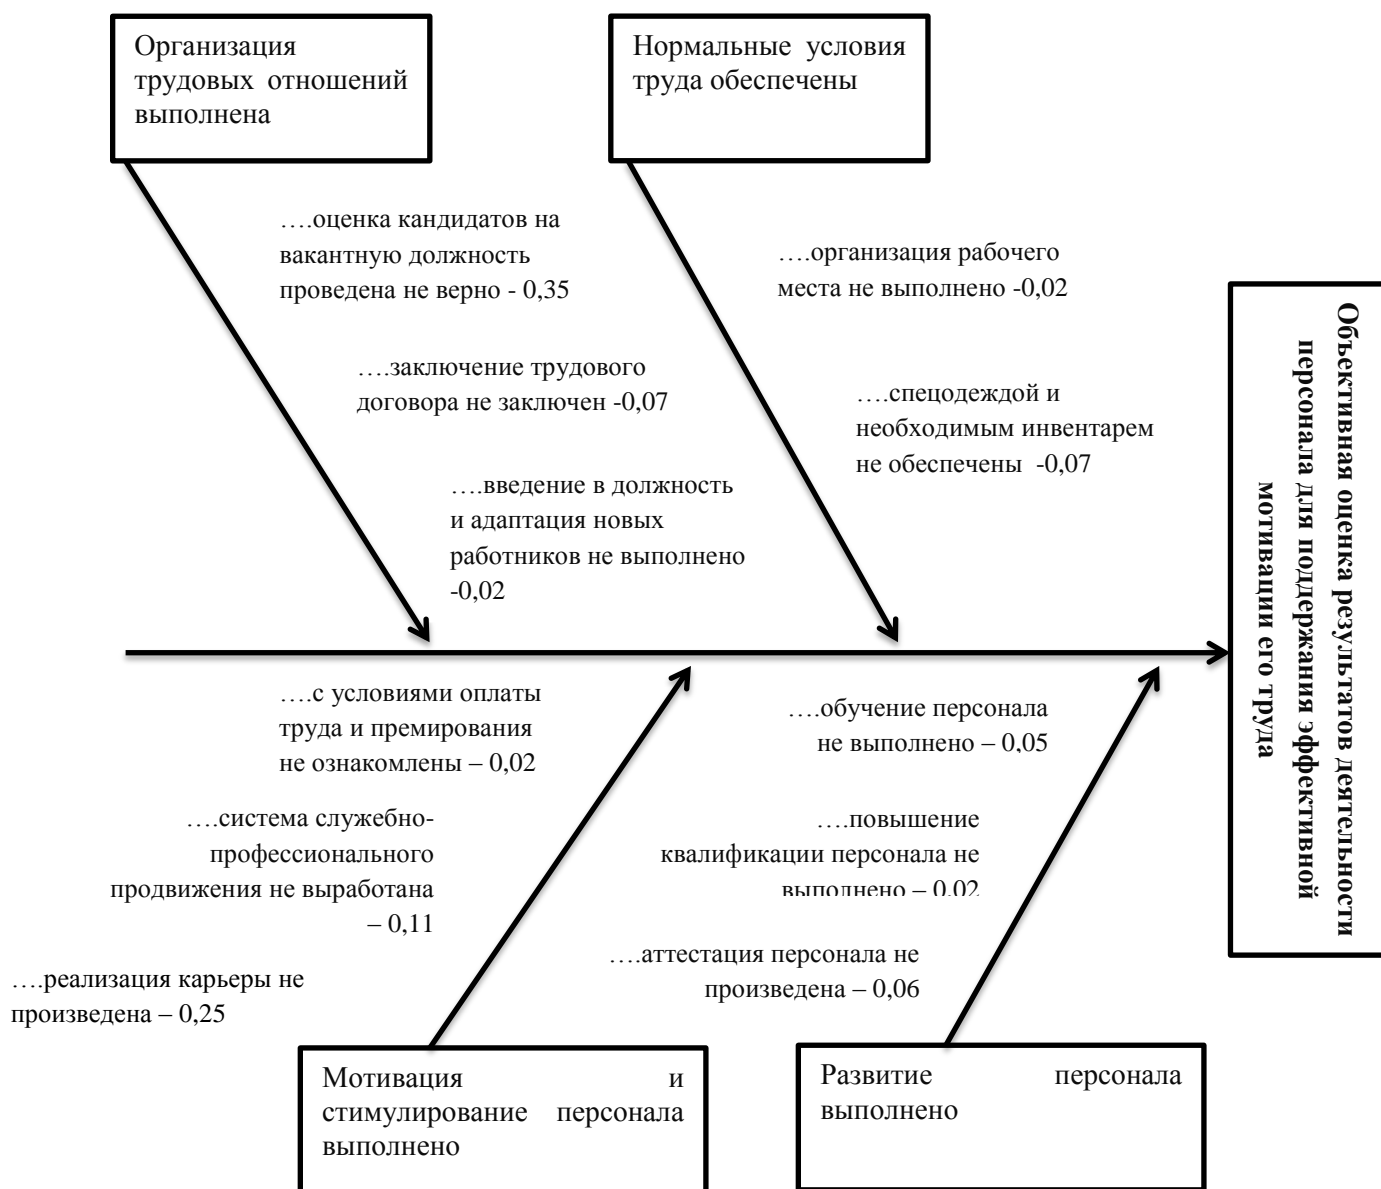 Организация
трудовых отношений
выполнена
Нормальные условия
труда обеспечены
….оценка кандидатов на
вакантную должность
проведена не верно - 0,35
….организация рабочего
места не выполнено -0,02
….заключение трудового
договора не заключен -0,07
….спецодеждой и
необходимым инвентарем
не обеспечены -0,07
….введение в должность
и адаптация новых
работников не выполнено
-0,02
Объективная оценка результатов деятельности
персонала для поддержания эффективной
мотивации его труда
….с условиями оплаты
труда и премирования
не ознакомлены – 0,02
….обучение персонала
не выполнено – 0,05
….система служебно-
профессионального
продвижения не выработана
– 0,11
….повышение
квалификации персонала не
выполнено – 0,02
….реализация карьеры не
произведена – 0,25
….аттестация персонала не
произведена – 0,06
Мотивация и
стимулирование персонала
выполнено
Развитие персонала
выполнено